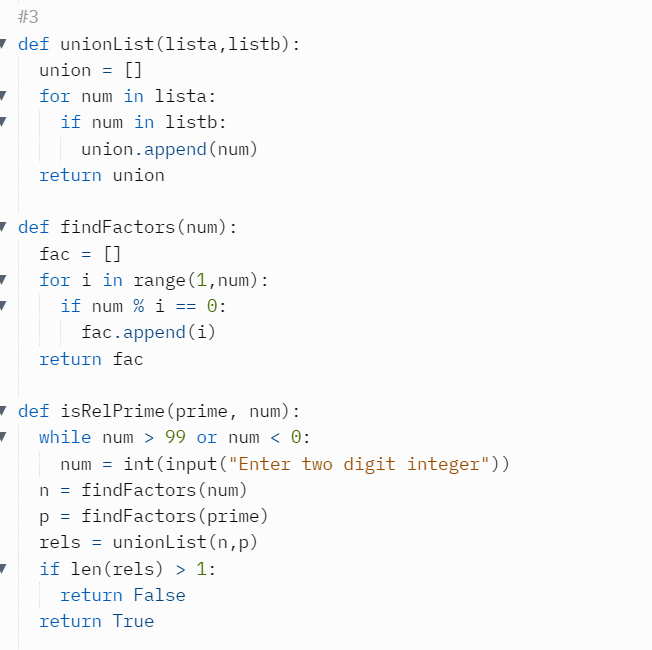 #3
def unionList(lista,listb):
  union = []
  for num in lista:
    if num in listb:
      union.append(num)
  return union

def findFactors(num):
  fac = []
  for i in range(1,num):
    if num % i == 0:
      fac.append(i)
  return fac

def isRelPrime(prime, num):
  while num > 99 or num < 0:
    num = int(input("Enter two digit integer"))
  n = findFactors(num)
  p = findFactors(prime)
  rels = unionList(n,p)
  if len(rels) > 1:
    return False
  return True